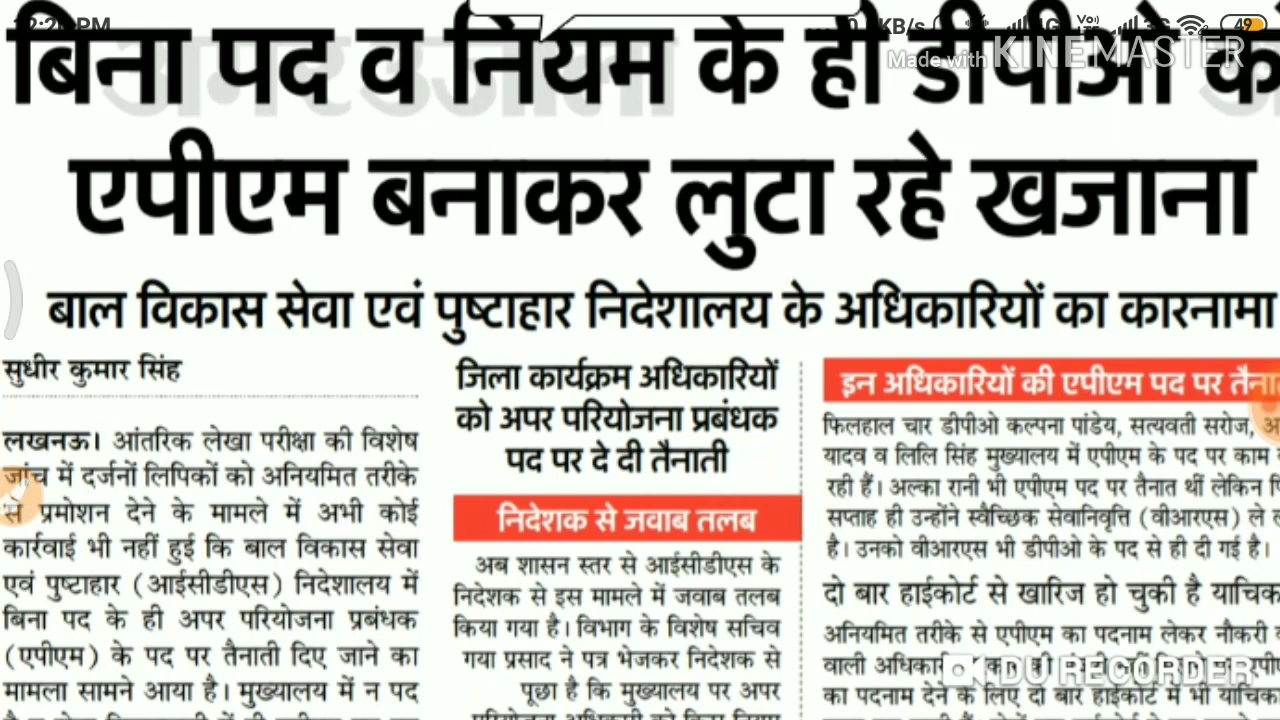 बिना पद व नियम के ही डीपीओ को
एपीएम बनाकर लुटा रहे खजाना
बाल विकास सेवा एवं पुष्टाहार निदेशालय के अधिकारियों का कारनामा
सुधीर कुमार सिंह
लखनऊ। आंतरिक लेखा परीक्षा की विशेष
जांच में दर्जनों लिपिकों को अनियमित तरीके
से प्रमोशन देने के मामले में अभी कोई
कार्रवाई भी नहीं हुई कि बाल विकास सेवा
एवं पुष्टाहार (आईसीडीएस) निदेशालय में
बिना पद के ही अपर परियोजना प्रबंधक
(एपीएम) के पद पर तैनाती दिए जाने का
मामला सामने आया है। मुख्यालय में न पद
जिला कार्यक्रम अधिकारियों
को अपर परियोजना प्रबंधक
पद पर दे दी तैनाती
निदेशक से जवाब तलब
अब शासन स्तर से आईसीडीएस के
निदेशक से इस मामले में जवाब तलब
किया गया है। विभाग के विशेष सचिव
गया प्रसाद ने पत्र भेजकर निदेशक से
पूछा है कि मुख्यालय पर अपर
इन अधिकारियों की एपीएम पद पर
फिलहाल चार डीपीओ कल्पना पांडेय, सत्यवती सरोज,
यादव व लिलि सिंह मुख्यालय में एपीएम के पद पर काम
रही हैं। अल्का रानी भी एपीएम पद पर तैनात थीं लेकिन
सप्ताह ही उन्होंने स्वैच्छिक सेवानिवृत्ति (वीआरएस) ले
है। उनको वीआरएस भी डीपीओ के पद से ही दी गई है।
दो बार हाईकोर्ट से खारिज हो चुकी है
अनियमित तरीके से एपीएम का पदनाम लेकर नौकरी
वाली
का पदनाम देने के लिए दो बार हाईकोर्ट में भी
KB/s
49
Made with KINEMASTER
DU RECORDER